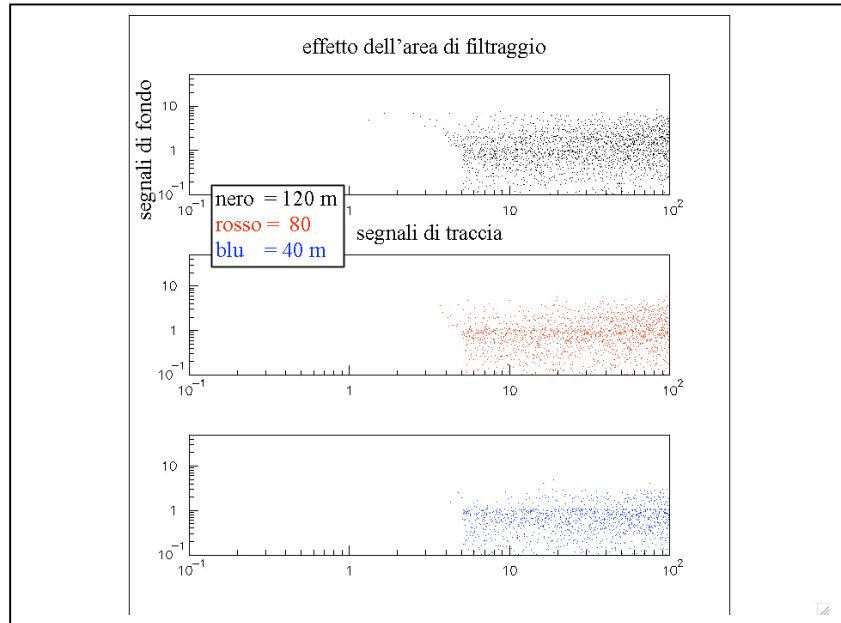 effetto dell'area di filtraggio
segnali di fondo
10
1
10⁻¹
10⁻¹ 1 10 10²
nero = 120 m
rosso = 80
blu = 40 m
segnali di traccia
10
1
10⁻¹
10⁻¹ 1 10 10²
10
1
10⁻¹
10⁻¹ 1 10 10²